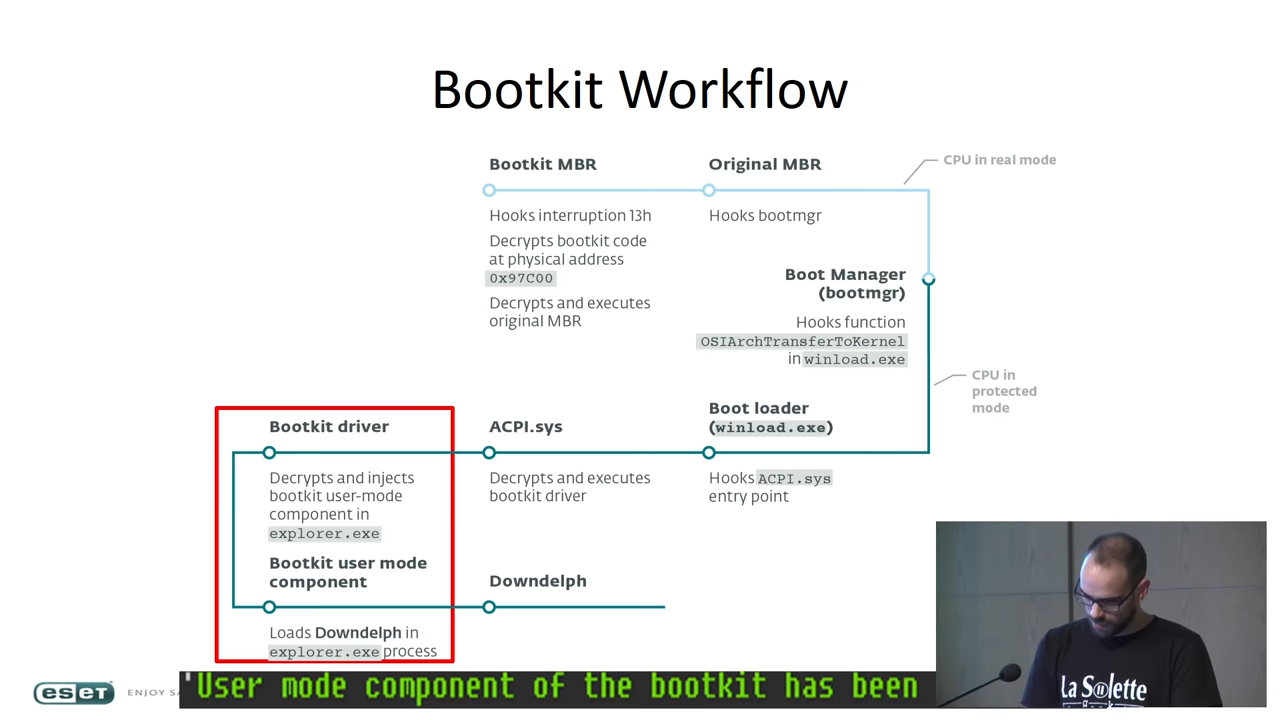 Bootkit Workflow
Bootkit MBR
Original MBR
CPU in real mode
Hooks interruption 13h
Decrypts bootkit code
at physical address
0x97C00
Decrypts and executes
original MBR
Hooks bootmgr
Boot Manager
(bootmgr)
Hooks function
OSIArchTransferToKernel
in winload.exe
CPU in
protected
mode
Bootkit driver
ACPI.sys
Boot loader
(winload.exe)
Decrypts and injects
bootkit user-mode
component in
explorer.exe
Decrypts and executes
bootkit driver
Hooks ACPI.sys
entry point
Bootkit user mode
component
Downdelph
Loads Downdelph in
explorer.exe process
eset
ENJOY
'User mode component of the bootkit has been
La Salette